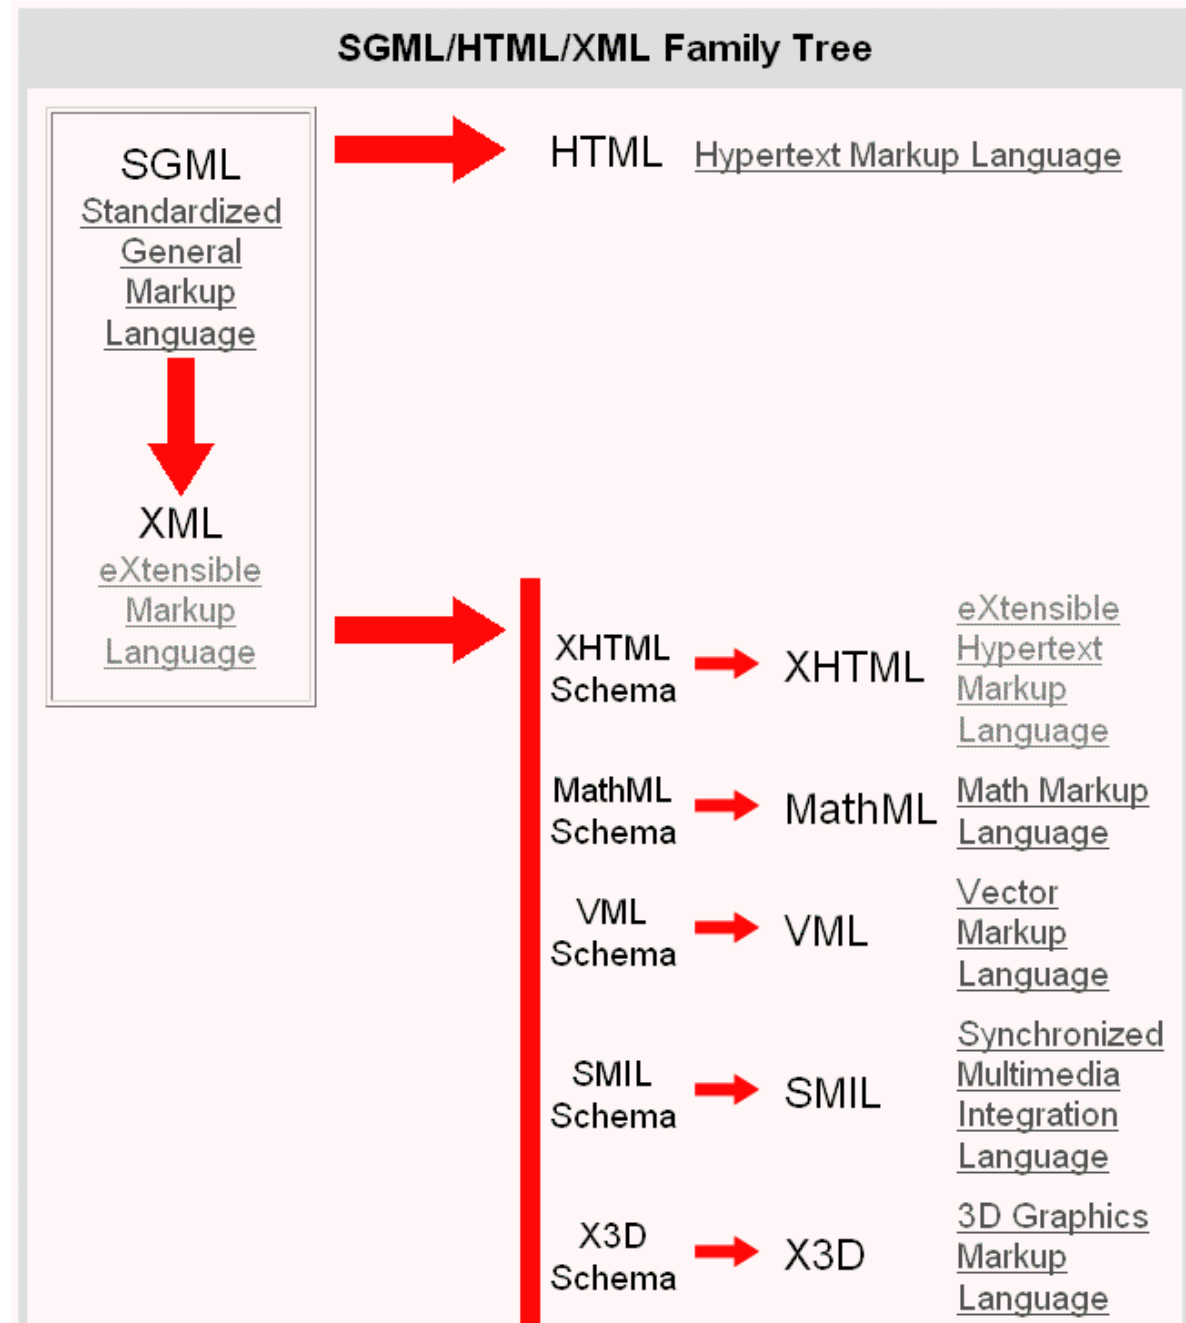 SGML/HTML/XML Family Tree
SGML
Standardized
General
Markup
Language
HTML Hypertext Markup Language
XML
eXtensible
Markup
Language
XHTML
Schema
XHTML
eXtensible
Hypertext
Markup
Language
MathML
Schema
MathML
Math Markup
Language
VML
Schema
VML
Vector
Markup
Language
SMIL
Schema
SMIL
Synchronized
Multimedia
Integration
Language
X3D
Schema
X3D
3D Graphics
Markup
Language